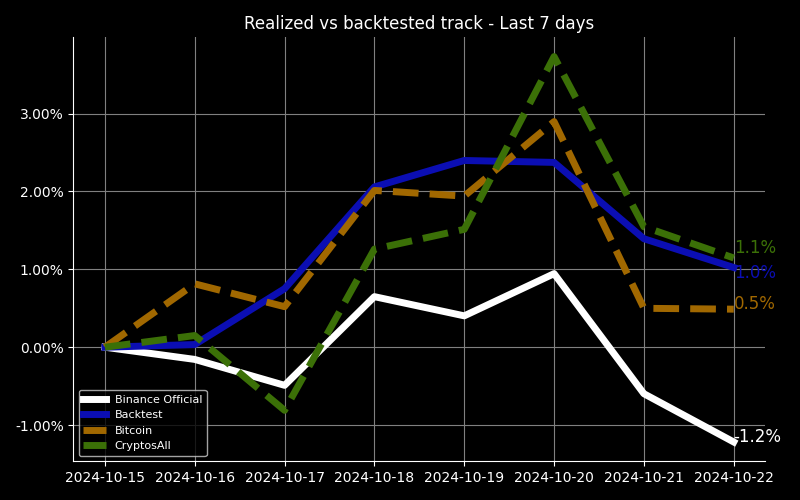 Realized vs backtested track - Last 7 days
3.00%
2.00%
1.00%
0.00%
-1.00%
1.1%
1.0%
0.5%
-1.2%
Binance Official
Backtest
Bitcoin
CryptosAll
2024-10-15 2024-10-16 2024-10-17 2024-10-18 2024-10-19 2024-10-20 2024-10-21 2024-10-22